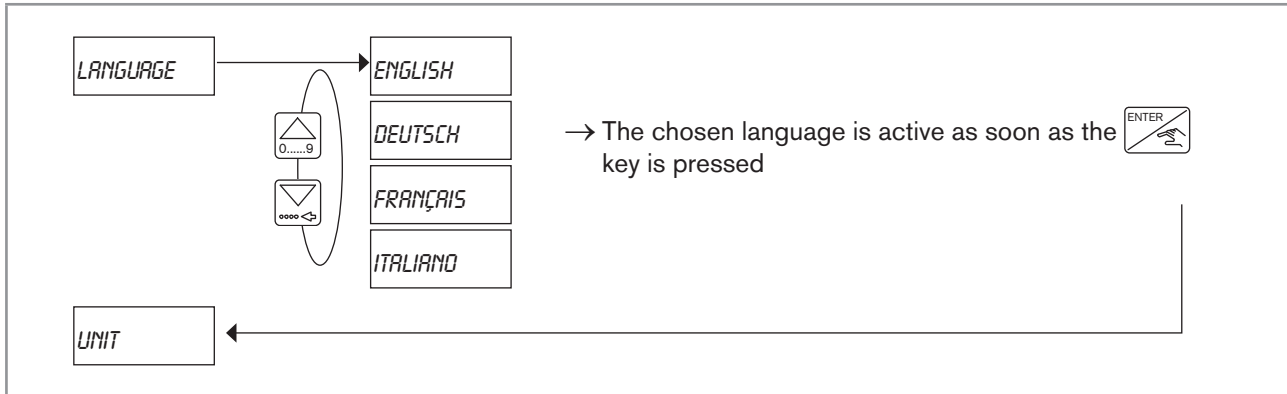 LANGUAGE
ENGLISH
0......9
DEUTSCH
FRANÇAIS
ITALIANO
→ The chosen language is active as soon as the ENTER
key is pressed
UNIT